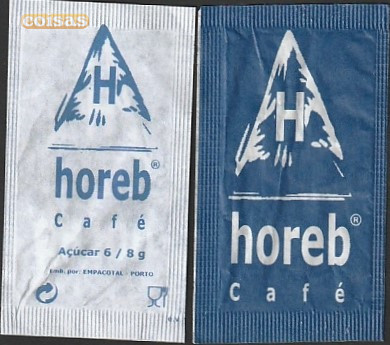 coisas
H
horeb®
Café
Açúcar 6 / 8 g
Emb. por: EMPACOTAL - PORTO
H
horeb®
Café